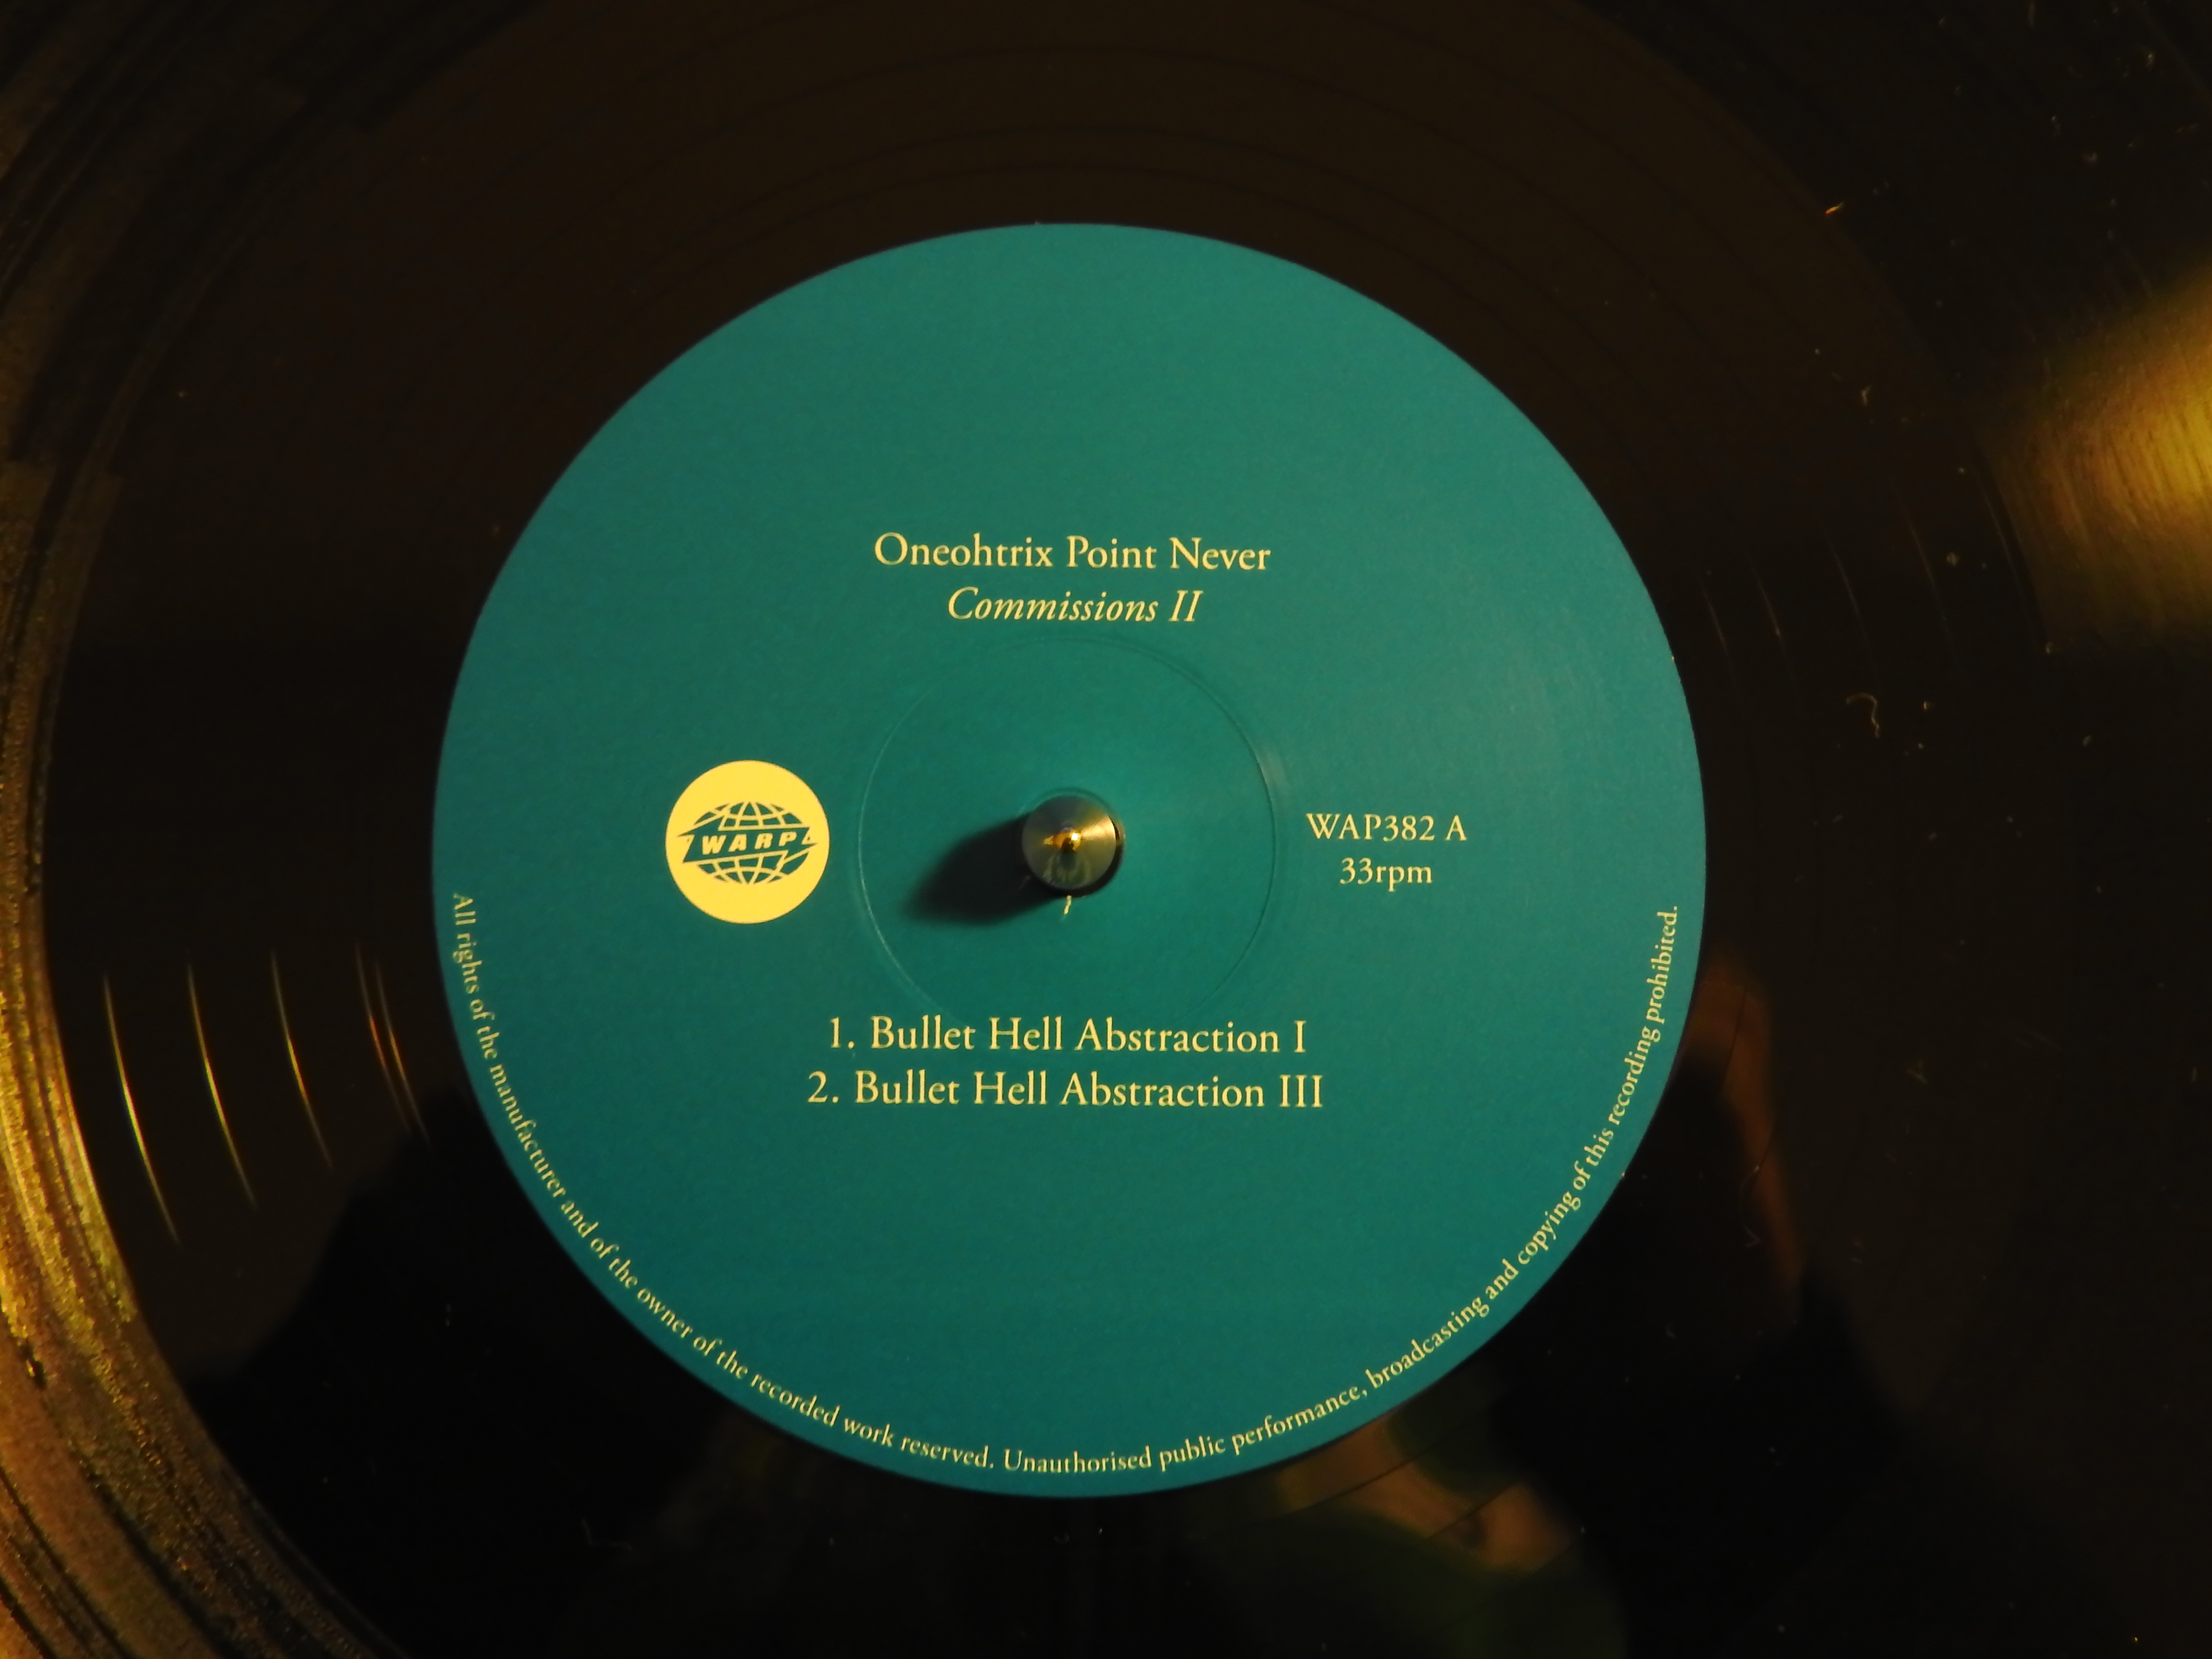 Oneohtrix Point Never
Commissions II
WARP
WAP382 A
33rpm
1. Bullet Hell Abstraction I
2. Bullet Hell Abstraction III
All rights of the manufacturer and of the owner of the recorded work reserved. Unauthorised public performance, broadcasting and copying of this recording prohibited.